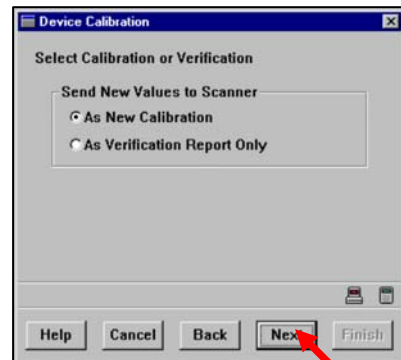 Device Calibration
Select Calibration or Verification
Send New Values to Scanner
As New Calibration
As Verification Report Only
Help Cancel Back Next Finish